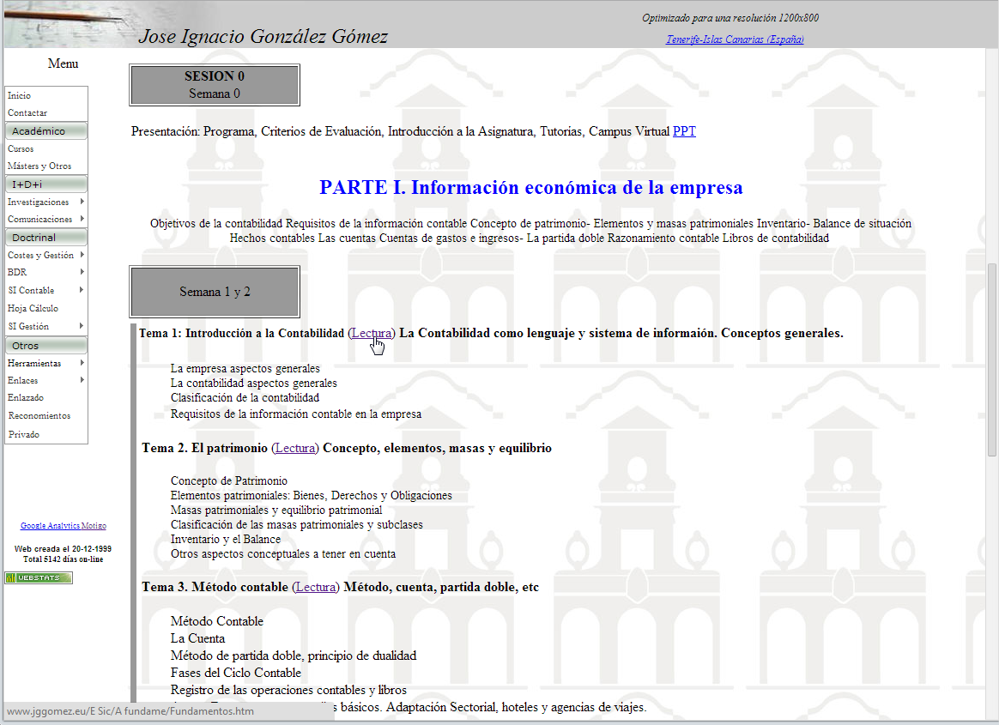 Jose Ignacio González Gómez
Optimizado para una resolución 1200x800
Tenerife-Islas Canarias (España)
Menu
Inicio
Contactar
Académico
Cursos
Másters y Otros
I+D+i
Investigaciones
Comunicaciones
Doctrinal
Costes y Gestión
BDR
SI Contable
Hoja Cálculo
SI Gestión
Otros
Herramientas
Enlaces
Enlazado
Reconomientos
Privado
Google Analytics Motigo
Web creada el 20-12-1999
Total 5142 días on-line
WEBSTATS
SESION 0
Semana 0
Presentación: Programa, Criterios de Evaluación, Introducción a la Asignatura, Tutorias, Campus Virtual PPT
PARTE I. Información económica de la empresa
Objetivos de la contabilidad Requisitos de la información contable Concepto de patrimonio- Elementos y masas patrimoniales Inventario- Balance de situación
Hechos contables Las cuentas Cuentas de gastos e ingresos- La partida doble Razonamiento contable Libros de contabilidad
Semana 1 y 2
Tema 1: Introducción a la Contabilidad (Lectura) La Contabilidad como lenguaje y sistema de informaión. Conceptos generales.
La empresa aspectos generales
La contabilidad aspectos generales
Clasificación de la contabilidad
Requisitos de la información contable en la empresa
Tema 2. El patrimonio (Lectura) Concepto, elementos, masas y equilibrio
Concepto de Patrimonio
Elementos patrimoniales: Bienes, Derechos y Obligaciones
Masas patrimoniales y equilibrio patrimonial
Clasificación de las masas patrimoniales y subclases
Inventario y el Balance
Otros aspectos conceptuales a tener en cuenta
Tema 3. Método contable (Lectura) Método, cuenta, partida doble, etc
Método Contable
La Cuenta
Método de partida doble, principio de dualidad
Fases del Ciclo Contable
Registro de las operaciones contables y libros
básicos. Adaptación Sectorial, hoteles y agencias de viajes.
www.jggomez.eu/E Sic/A fundame/Fundamentos.htm